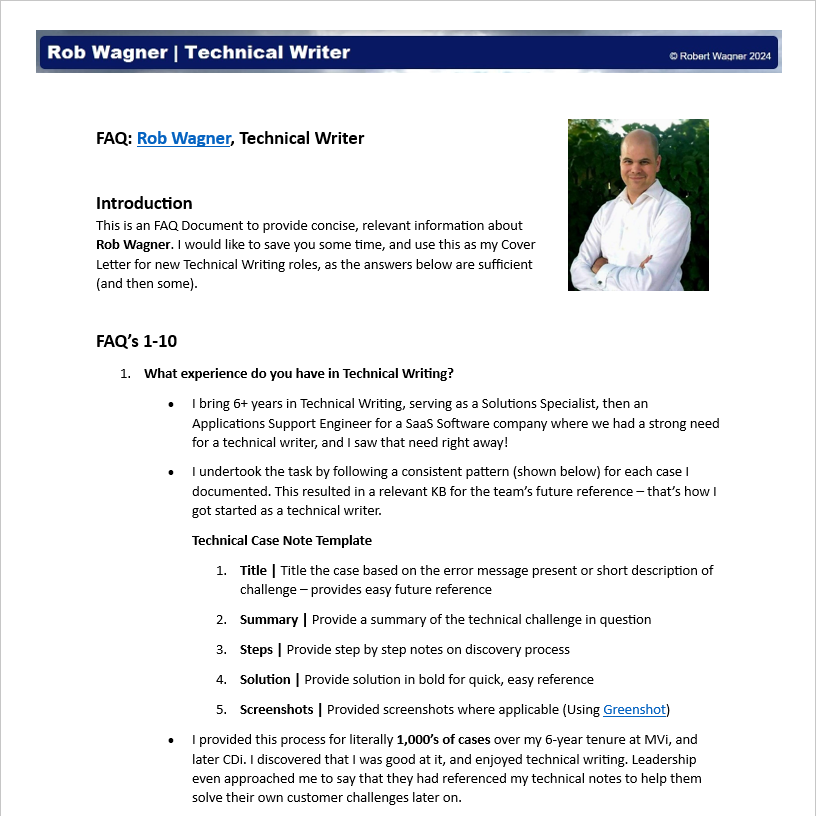 Rob Wagner | Technical Writer
© Robert Wagner 2024
FAQ: Rob Wagner, Technical Writer
Introduction
This is an FAQ Document to provide concise, relevant information about
Rob Wagner. I would like to save you some time, and use this as my Cover
Letter for new Technical Writing roles, as the answers below are sufficient
(and then some).
FAQ's 1-10
1. What experience do you have in Technical Writing?
• I bring 6+ years in Technical Writing, serving as a Solutions Specialist, then an
Applications Support Engineer for a SaaS Software company where we had a strong need
for a technical writer, and I saw that need right away!
• I undertook the task by following a consistent pattern (shown below) for each case I
documented. This resulted in a relevant KB for the team's future reference – that's how I
got started as a technical writer.
Technical Case Note Template
1. Title | Title the case based on the error message present or short description of
challenge – provides easy future reference
2. Summary | Provide a summary of the technical challenge in question
3. Steps | Provide step by step notes on discovery process
4. Solution | Provide solution in bold for quick, easy reference
5. Screenshots | Provided screenshots where applicable (Using Greenshot)
• I provided this process for literally 1,000's of cases over my 6-year tenure at MVi, and
later CDi. I discovered that I was good at it, and enjoyed technical writing. Leadership
even approached me to say that they had referenced my technical notes to help them
solve their own customer challenges later on.